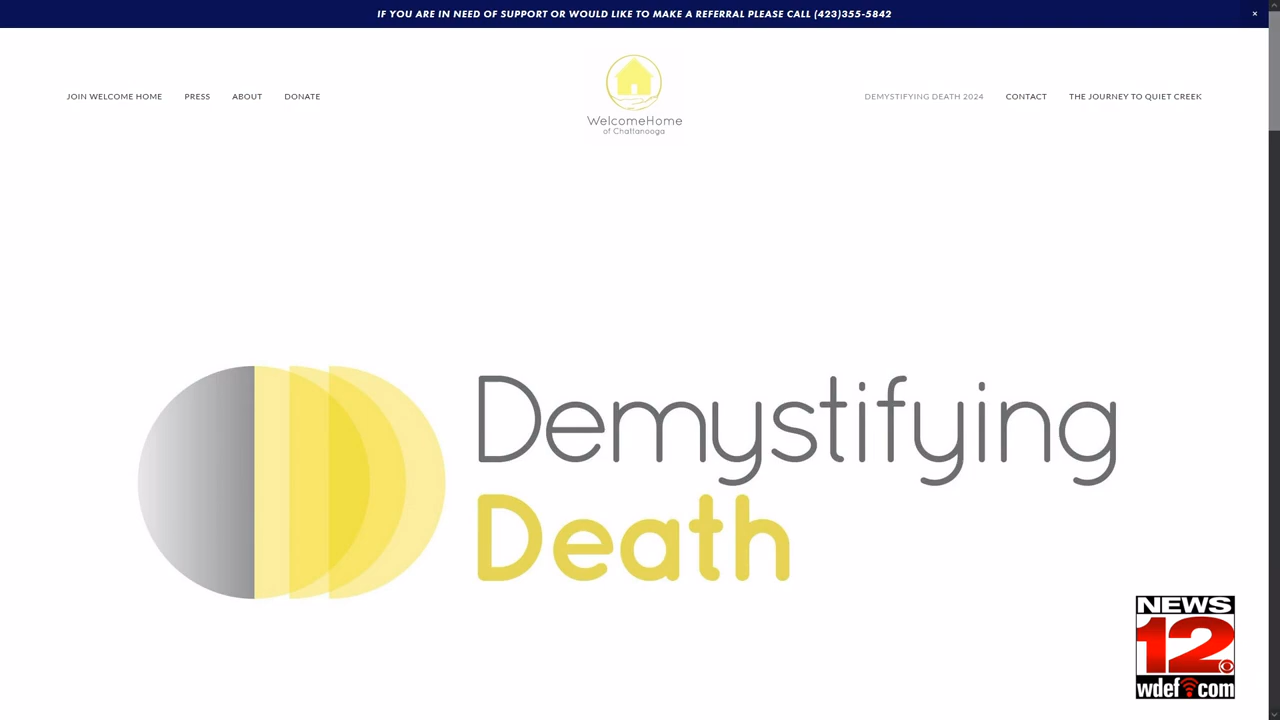 IF YOU ARE IN NEED OF SUPPORT OR WOULD LIKE TO MAKE A REFERRAL PLEASE CALL (423)355-5842
×
JOIN WELCOME HOME PRESS ABOUT DONATE
WelcomeHome
of Chattanooga
DEMYSTIFYING DEATH 2024 CONTACT THE JOURNEY TO QUIET CREEK
Demystifying
Death
NEWS
12
wdef.com